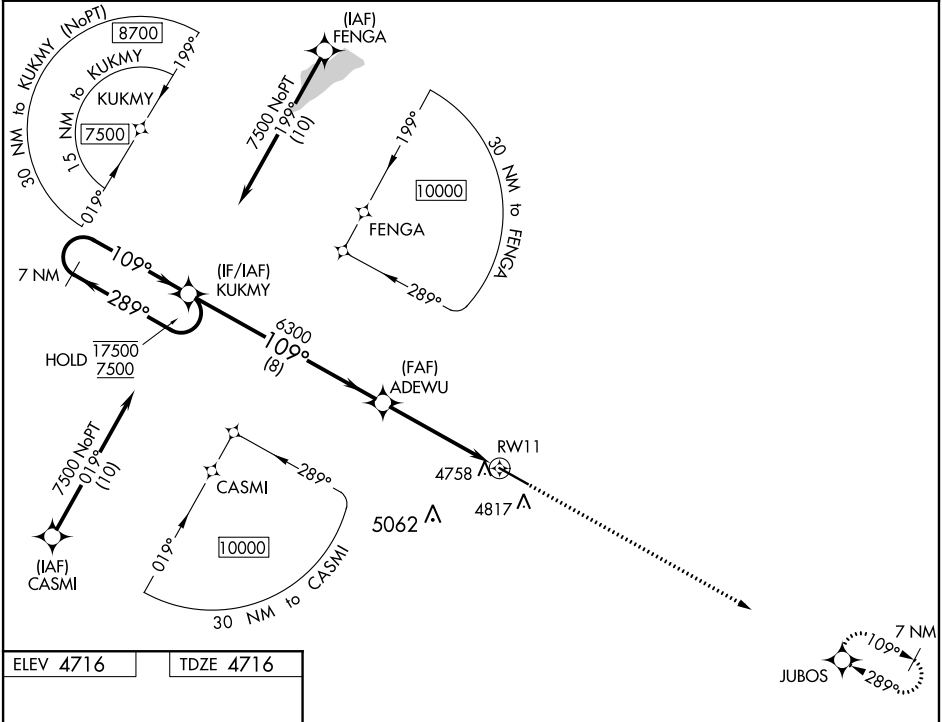 30 NM to KUKMY (NoPT)
8700
199°
15 NM to KUKMY
KUKMY
7500
019°
(IAF)
FENGA
7500 NoPT
199°
(10)
199°
30 NM to FENGA
10000
FENGA
289°
7 NM
109°
289°
(IF/IAF)
KUKMY
HOLD
17500
7500
6300
109°
(8)
(FAF)
ADEWU
RW11
4758
4817
5062
7500 NoPT
019°
(10)
(IAF)
CASMI
289°
CASMI
019°
10000
30 NM to CASMI
7 NM
109°
289°
JUBOS
ELEV 4716
TDZE 4716